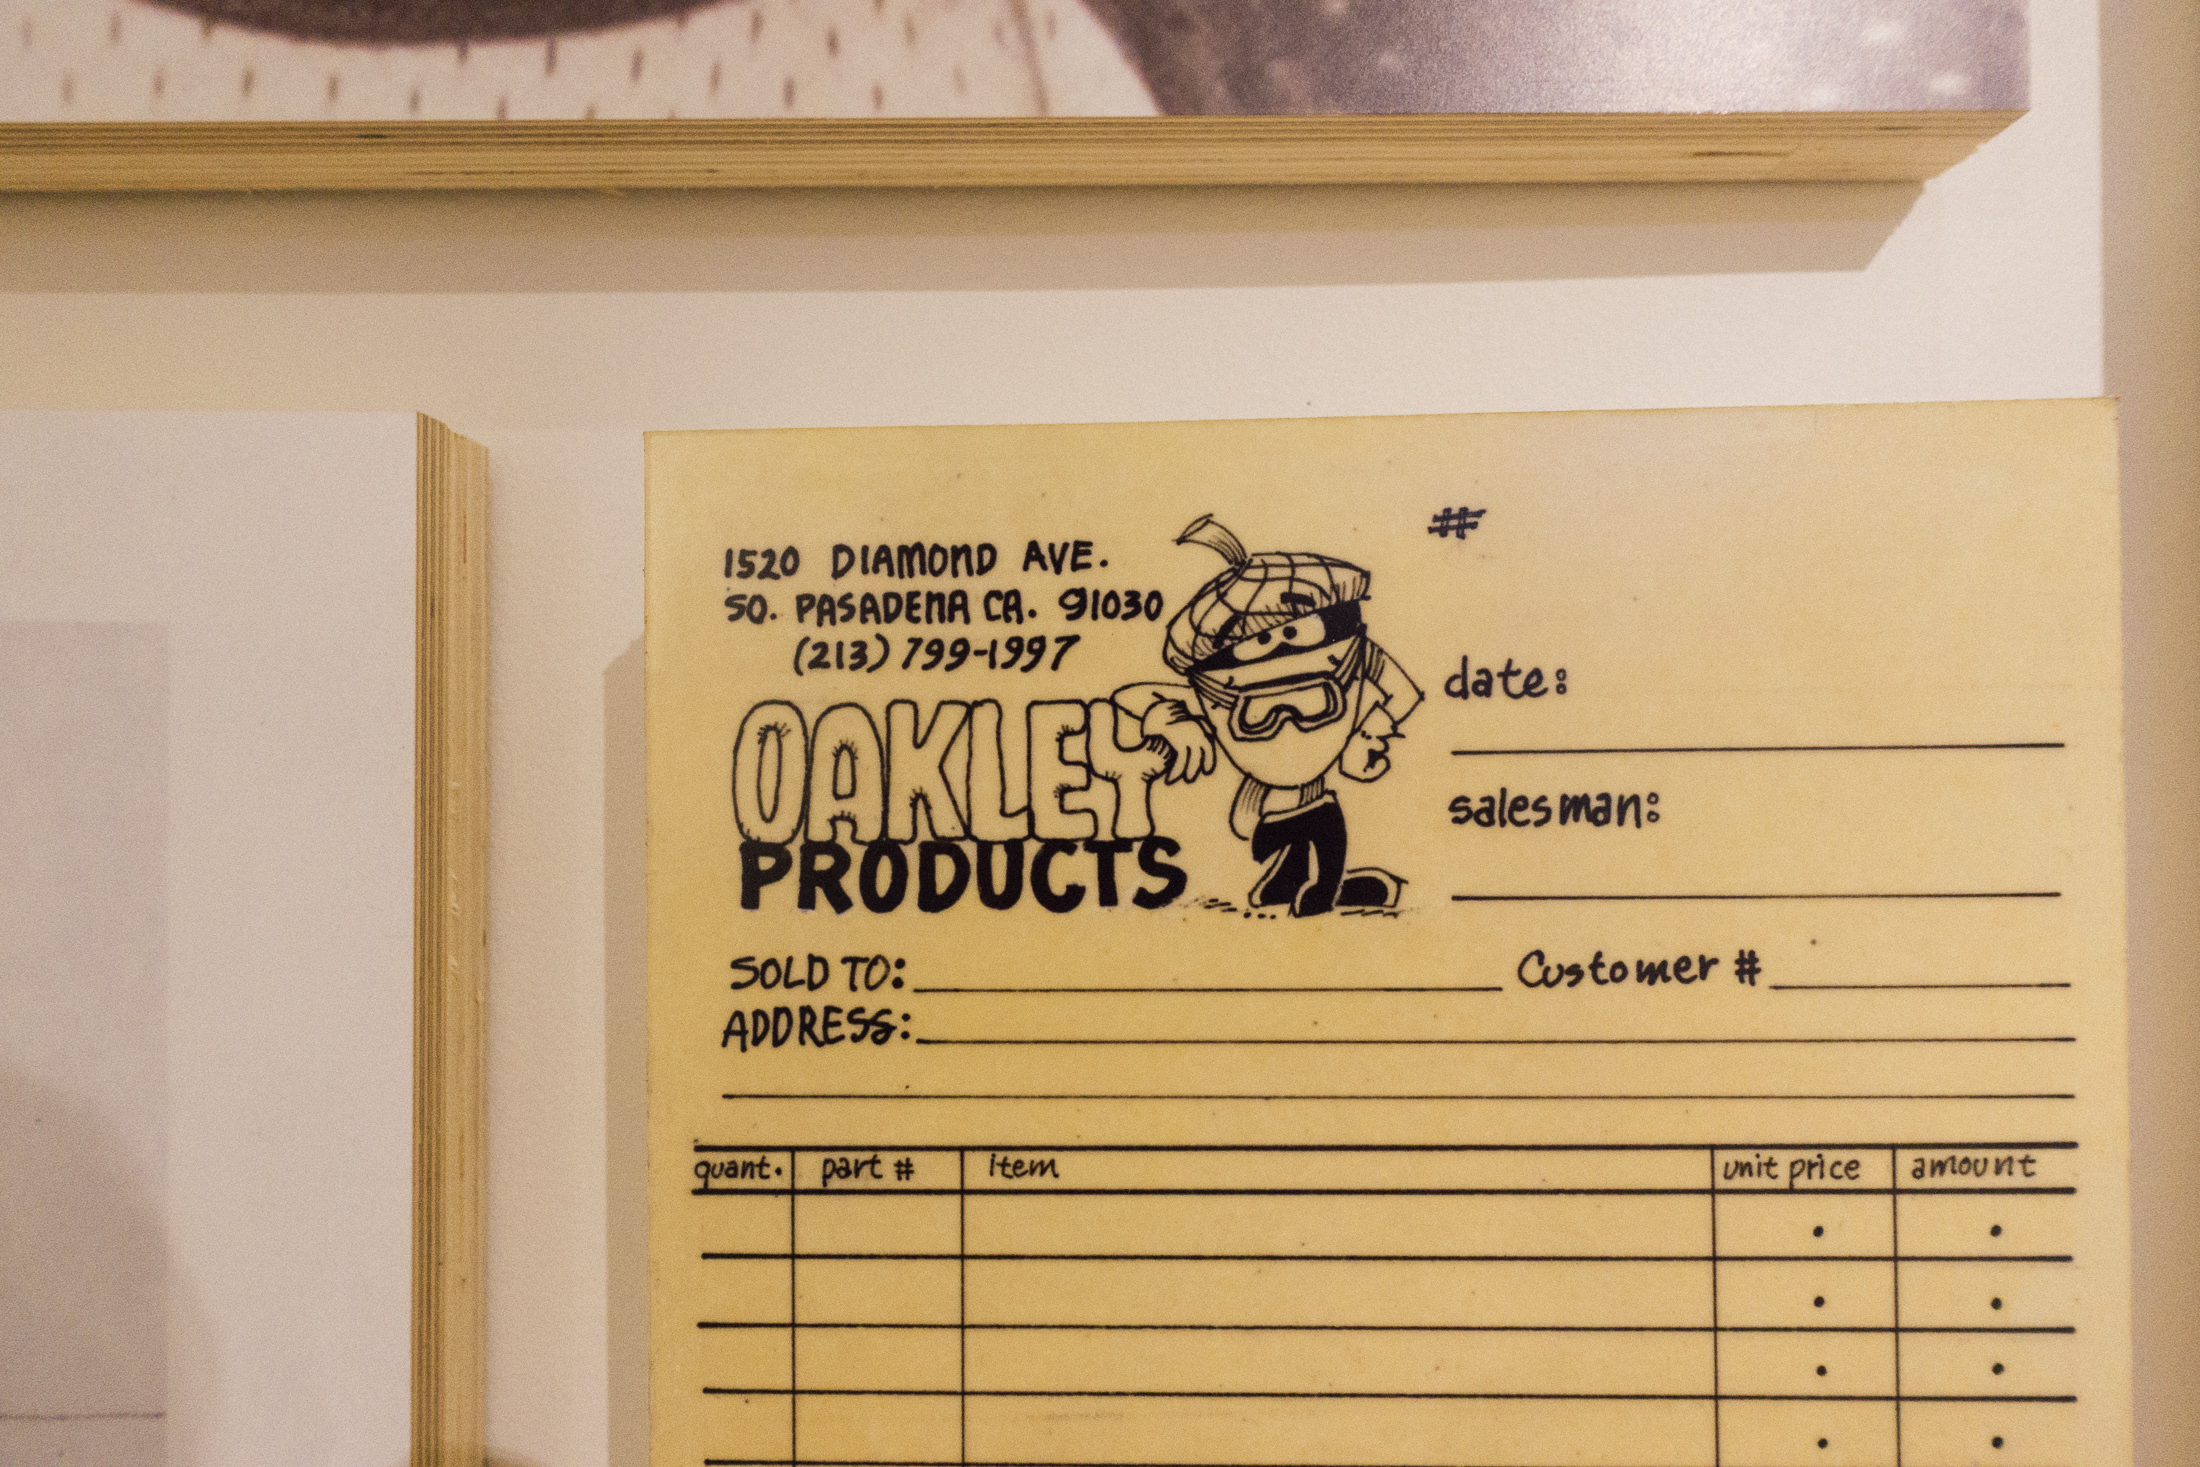 #
1520 DIAMOND AVE.
SO. PASADENA CA. 91030
(213) 799-1997
OAKLEY
PRODUCTS
date:
salesman:
SOLD TO: Customer #
ADDRESS:
quant. part # item unit price amount